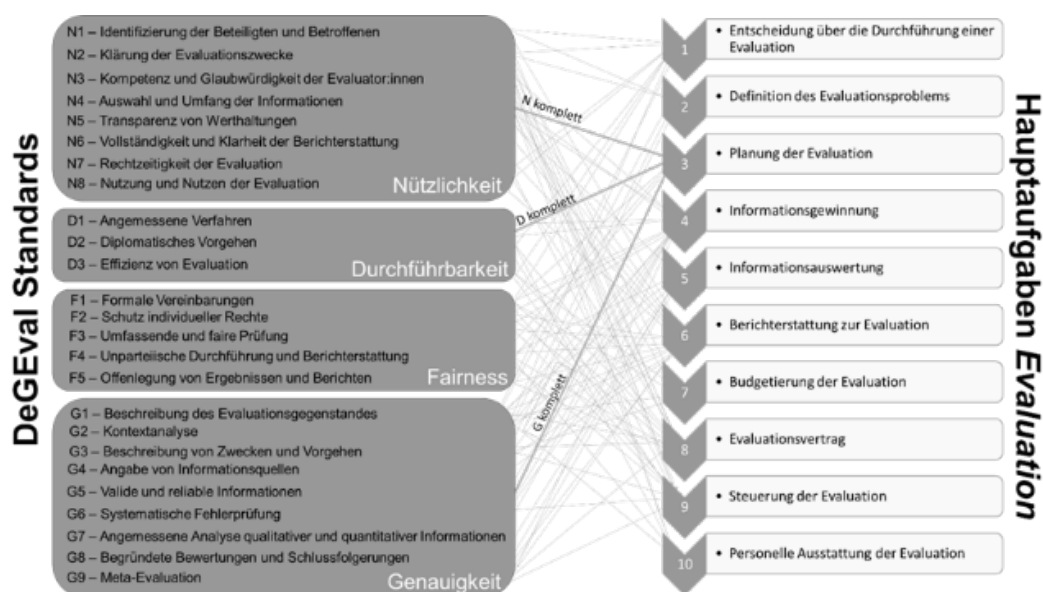 DeGEval Standards
N1 – Identifizierung der Beteiligten und Betroffenen
N2 – Klärung der Evaluationszwecke
N3 – Kompetenz und Glaubwürdigkeit der Evaluator:innen
N4 – Auswahl und Umfang der Informationen
N5 – Transparenz von Werthaltungen
N6 – Vollständigkeit und Klarheit der Berichterstattung
N7 – Rechtzeitigkeit der Evaluation
N8 – Nutzung und Nutzen der Evaluation
Nützlichkeit
D1 – Angemessene Verfahren
D2 – Diplomatisches Vorgehen
D3 – Effizienz von Evaluation
Durchführbarkeit
F1 – Formale Vereinbarungen
F2 – Schutz individueller Rechte
F3 – Umfassende und faire Prüfung
F4 – Unparteiische Durchführung und Berichterstattung
F5 – Offenlegung von Ergebnissen und Berichten
Fairness
G1 – Beschreibung des Evaluationsgegenstandes
G2 – Kontextanalyse
G3 – Beschreibung von Zwecken und Vorgehen
G4 – Angabe von Informationsquellen
G5 – Valide und reliable Informationen
G6 – Systematische Fehlerprüfung
G7 – Angemessene Analyse qualitativer und quantitativer Informationen
G8 – Begründete Bewertungen und Schlussfolgerungen
G9 – Meta-Evaluation
Genauigkeit
N komplett
D komplett
G komplett
1
• Entscheidung über die Durchführung einer
Evaluation
2
• Definition des Evaluationsproblems
3
• Planung der Evaluation
4
• Informationsgewinnung
5
• Informationsauswertung
6
• Berichterstattung zur Evaluation
7
• Budgetierung der Evaluation
8
• Evaluationsvertrag
9
• Steuerung der Evaluation
10
• Personelle Ausstattung der Evaluation
Hauptaufgaben Evaluation